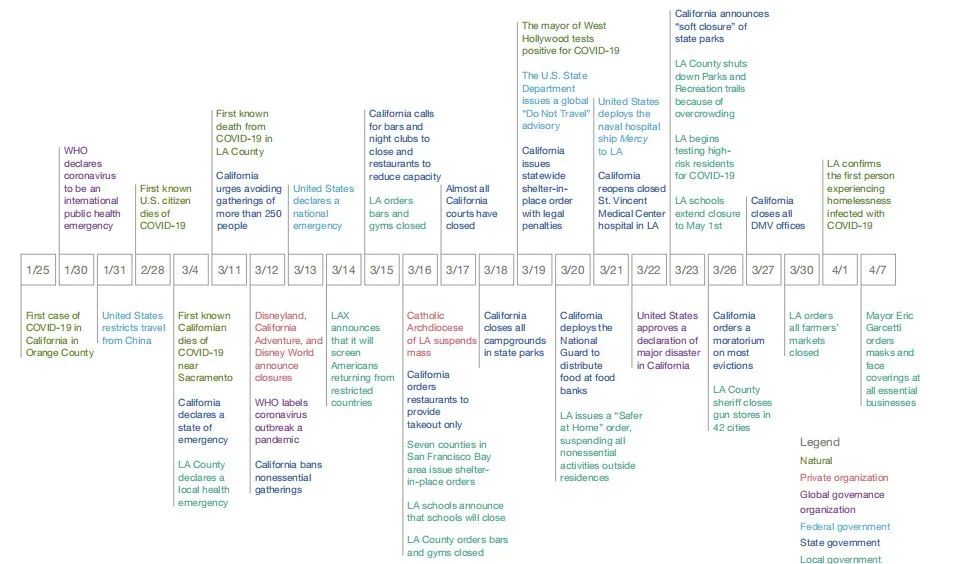 The mayor of West
Hollywood tests
positive for COVID-19
The U.S. State
Department
issues a global
"Do Not Travel"
advisory
California
issues
statewide
shelter-in-
place order
with legal
penalties
California announces
"soft closure" of
state parks
LA County shuts
down Parks and
Recreation trails
because of
overcrowding
LA begins
testing high-
risk residents
for COVID-19
LA schools
extend closure
to May 1st
WHO
declares
coronavirus
to be an
international
public health
emergency
First known
U.S. citizen
dies of
COVID-19
First known
death from
COVID-19 in
LA County
California
urges avoiding
gatherings of
more than 250
people
United States
declares a
national
emergency
California calls
for bars and
night clubs to
close and
restaurants to
reduce capacity
LA orders
bars and
gyms closed
Almost all
California
courts have
closed
United States
deploys the
naval hospital
ship Mercy
to LA
California
reopens closed
St. Vincent
Medical Center
hospital in LA
California
closes all
DMV offices
LA confirms
the first person
experiencing
homelessness
infected with
COVID-19
1/25 1/30 1/31 2/28 3/4 3/11 3/12 3/13 3/14 3/15 3/16 3/17 3/18 3/19 3/20 3/21 3/22 3/23 3/26 3/27 3/30 4/1 4/7
First case of
COVID-19 in
California in
Orange County
United States
restricts travel
from China
First known
Californian
dies of
COVID-19
near
Sacramento
California
declares a
state of
emergency
LA County
declares a
local health
emergency
Disneyland,
California
Adventure, and
Disney World
announce
closures
WHO labels
coronavirus
outbreak a
pandemic
California bans
nonessential
gatherings
LAX
announces
that it will
screen
Americans
returning from
restricted
countries
Catholic
Archdiocese
of LA suspends
mass
California
orders
restaurants to
provide
takeout only
Seven counties in
San Francisco Bay
area issue shelter-
in-place orders
LA schools announce
that schools will close
LA County orders bars
and gyms closed
California
closes all
campgrounds
in state parks
California
deploys the
National
Guard to
distribute
food at food
banks
LA issues a "Safer
at Home" order,
suspending all
nonessential
activities outside
residences
United States
approves a
declaration of
major disaster
in California
California
orders a
moratorium
on most
evictions
LA County
sheriff closes
gun stores in
42 cities
LA orders
all farmers'
markets
closed
Mayor Eric
Garcetti
orders
masks and
face
coverings at
all essential
businesses
Legend
Natural
Private organization
Global governance
organization
Federal government
State government
Local government